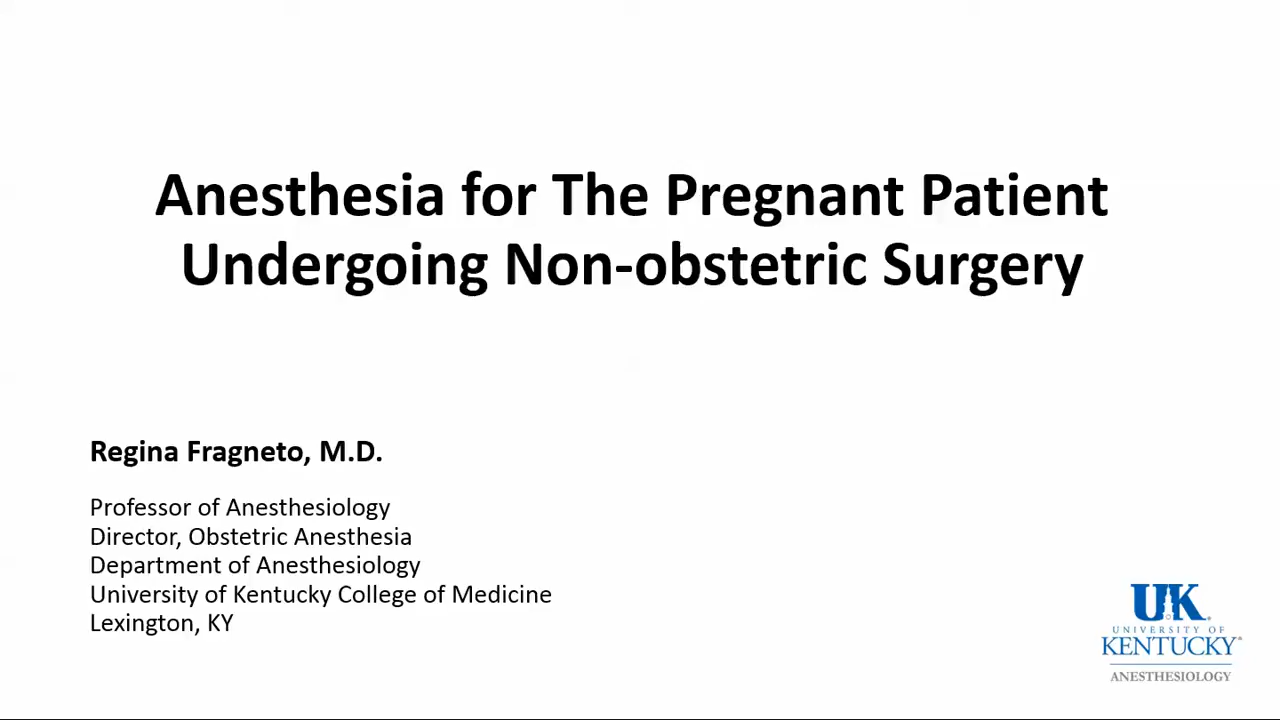 Anesthesia for The Pregnant Patient
Undergoing Non-obstetric Surgery
Regina Fragneto, M.D.
Professor of Anesthesiology
Director, Obstetric Anesthesia
Department of Anesthesiology
University of Kentucky College of Medicine
Lexington, KY
UK
UNIVERSITY OF
KENTUCKY
ANESTHESIOLOGY